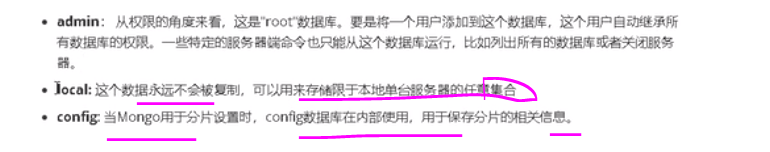 • admin： 从权限的角度来看，这是"root"数据库。要是将一个用户添加到这个数据库，这个用户自动继承所
有数据库的权限。一些特定的服务器端命令也只能从这个数据库运行，比如列出所有的数据库或者关闭服务
器。
• local: 这个数据永远不会被复制，可以用来存储限于本地单台服务器的任意集合
• config: 当Mongo用于分片设置时，config数据库在内部使用，用于保存分片的相关信息。